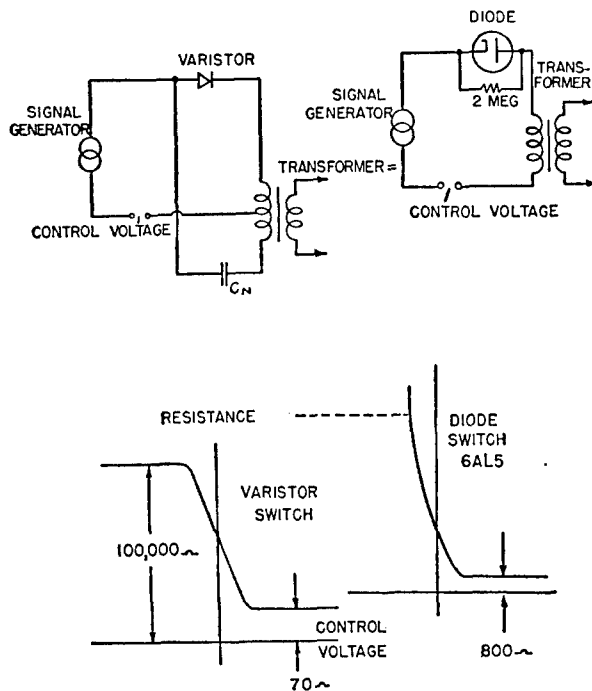 DIODE
VARISTOR
TRANS-
FORMER
2 MEG
SIGNAL
GENERATOR
SIGNAL
GENERATOR
TRANSFORMER =
CONTROL VOLTAGE
CONTROL VOLTAGE
CN
RESISTANCE
DIODE
SWITCH
6AL5
VARISTOR
SWITCH
100,000~
CONTROL
VOLTAGE
800~
70~